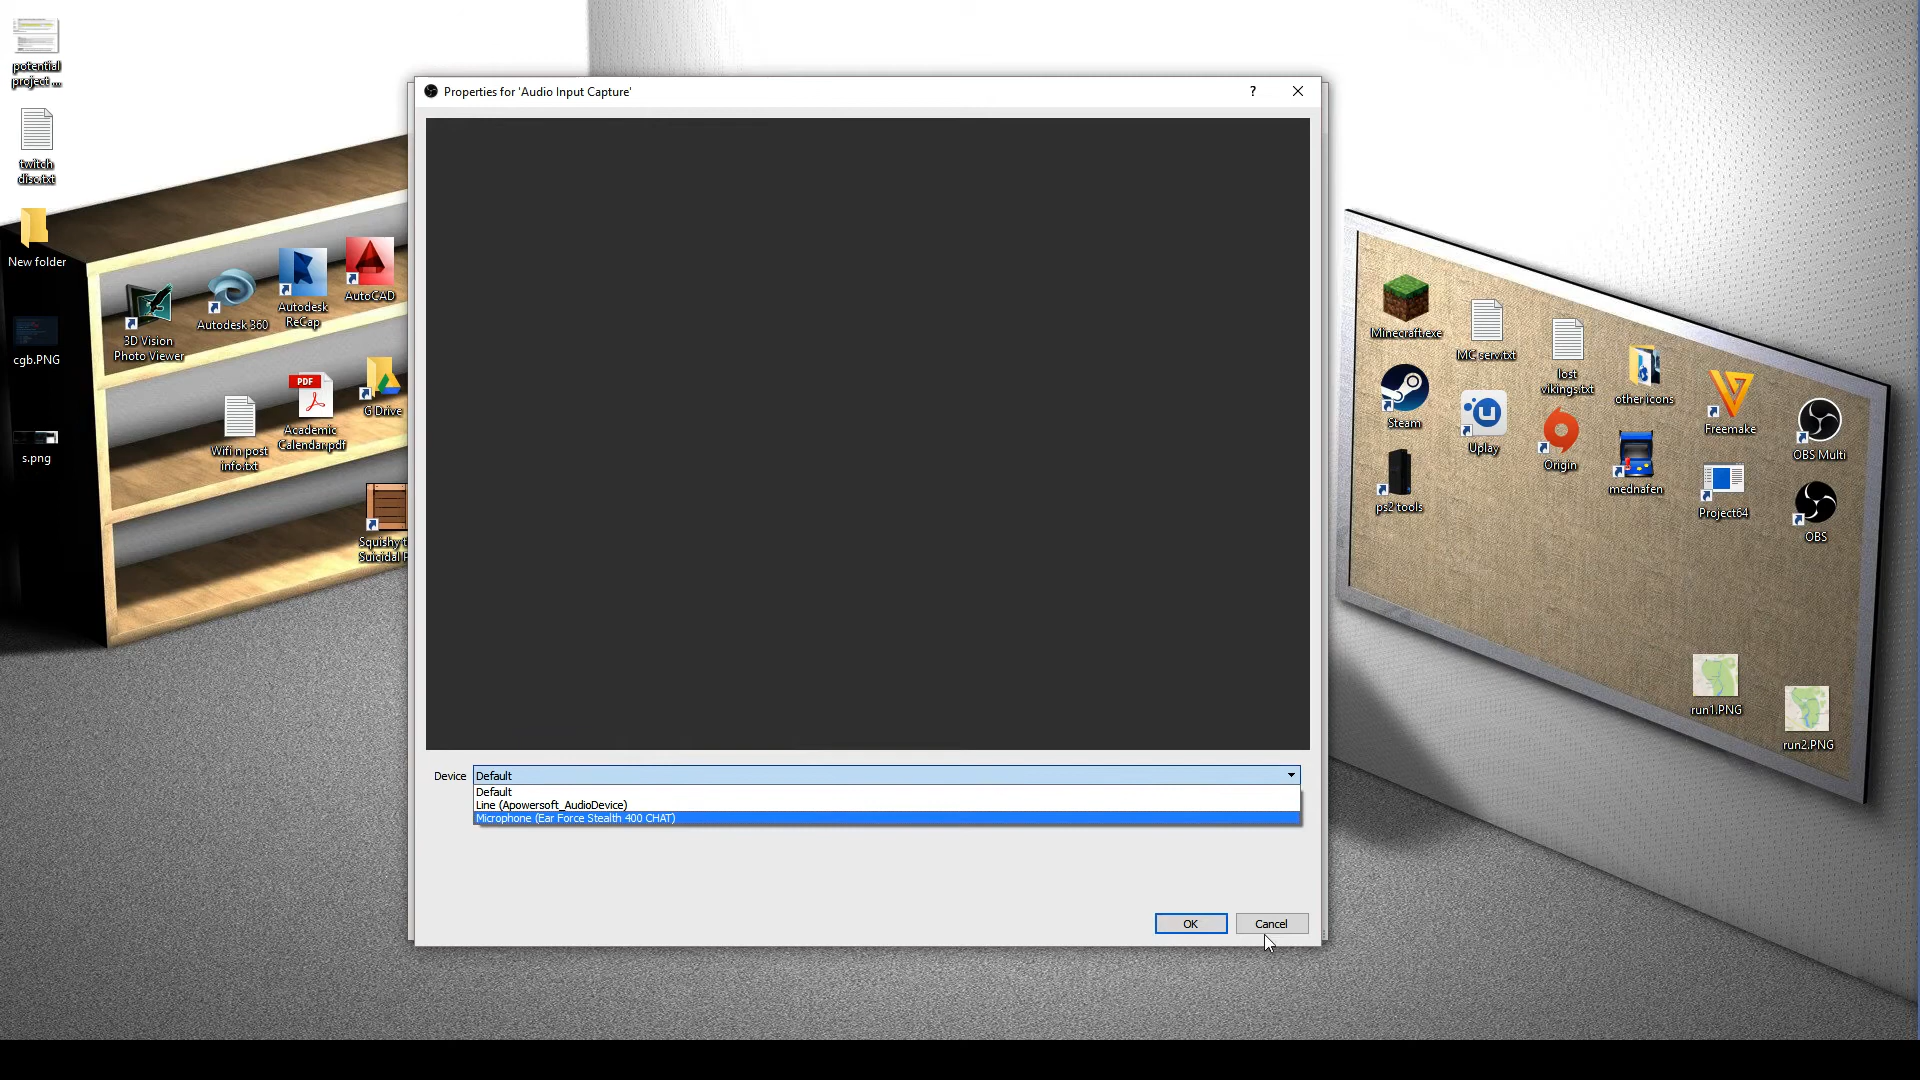 potential
project ...
twitch
disc.txt
New folder
cgb.PNG
s.png
3D Vision
Photo Viewer
Autodesk 360
Autodesk
ReCap
AutoCAD
Wifi n post
info.txt
PDF
Academic
Calendar.pdf
G Drive
Squishy t
Suicidal
Properties for 'Audio Input Capture'
?
Device
Default
Default
Line (Apowersoft_AudioDevice)
Microphone (Ear Force Stealth 400 CHAT)
OK
Cancel
Minecraft.exe
MC serv.txt
lost
vikings.txt
other icons
Freemake
OBS Multi
Steam
Uplay
Origin
mednafen
Project64
OBS
ps2 tools
run1.PNG
run2.PNG